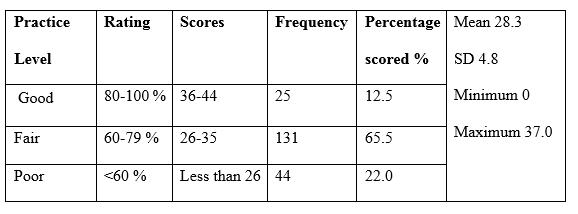 Practice Level | Rating | Scores | Frequency | Percentage scored % | Mean 28.3
SD 4.8
Minimum 0
Maximum 37.0
Good | 80-100 % | 36-44 | 25 | 12.5
Fair | 60-79 % | 26-35 | 131 | 65.5
Poor | <60 % | Less than 26 | 44 | 22.0